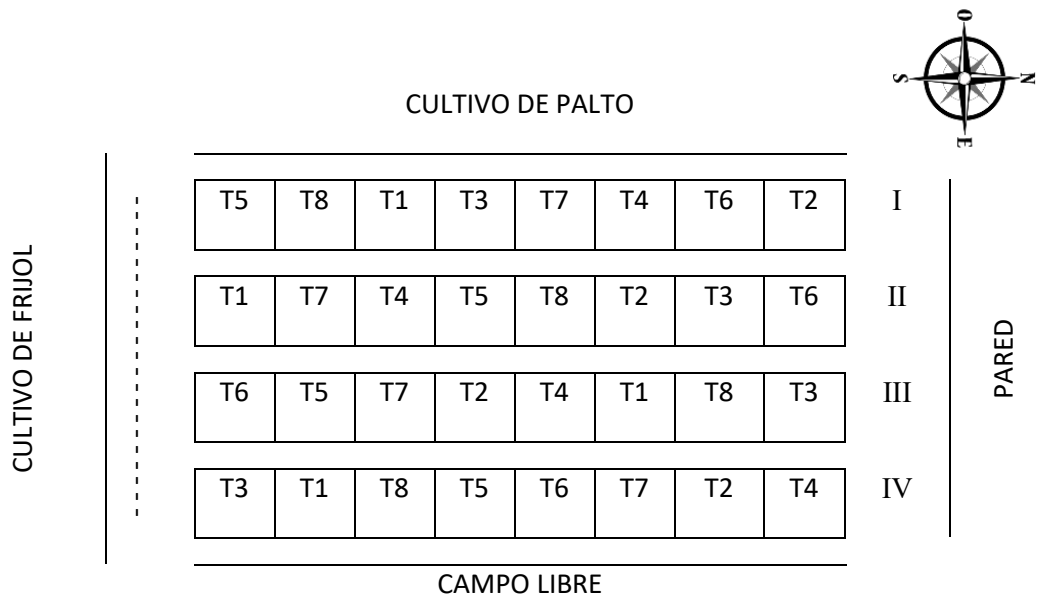 O
S N
E
CULTIVO DE PALTO
T5 T8 T1 T3 T7 T4 T6 T2 I
T1 T7 T4 T5 T8 T2 T3 T6 II
T6 T5 T7 T2 T4 T1 T8 T3 III
T3 T1 T8 T5 T6 T7 T2 T4 IV
CULTIVO DE FRIJOL
PARED
CAMPO LIBRE